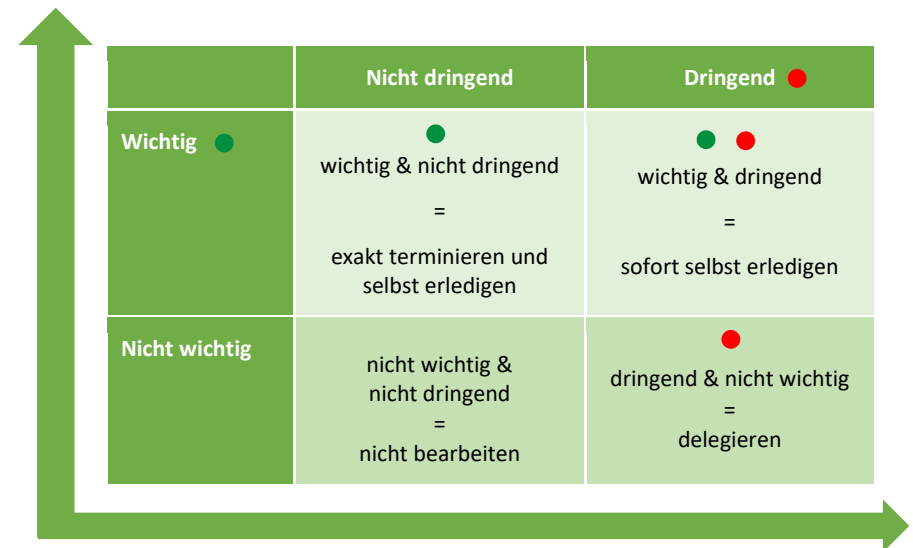 Nicht dringend
Dringend
Wichtig
wichtig & nicht dringend
=
exakt terminieren und
selbst erledigen
wichtig & dringend
=
sofort selbst erledigen
Nicht wichtig
nicht wichtig &
nicht dringend
=
nicht bearbeiten
dringend & nicht wichtig
=
delegieren